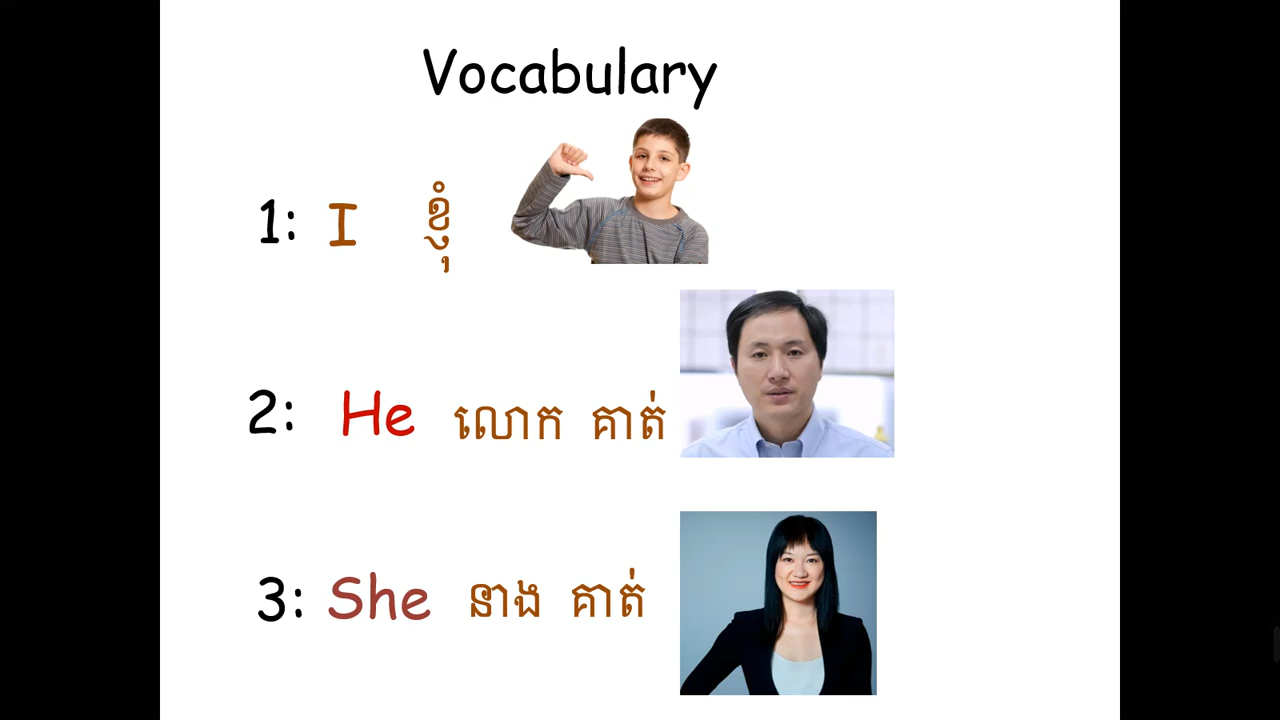 Vocabulary
1: I ខ្ញុំ
2: He លោក គាត់
3: She នាង គាត់